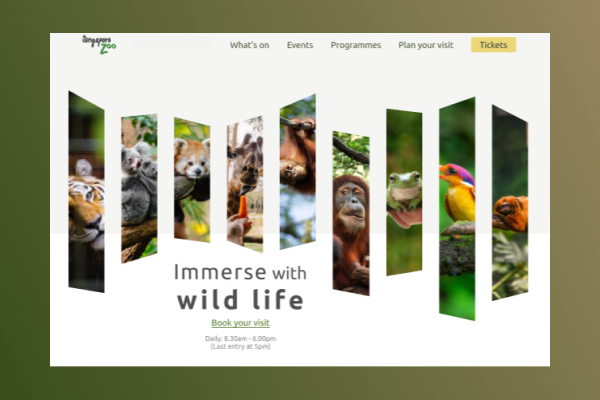 Singapore
Zoo
What's on
Events
Programmes
Plan your visit
Tickets
Immerse with
wild life
Book your visit
Daily: 8.30am - 6.00pm
(Last entry at 5pm)